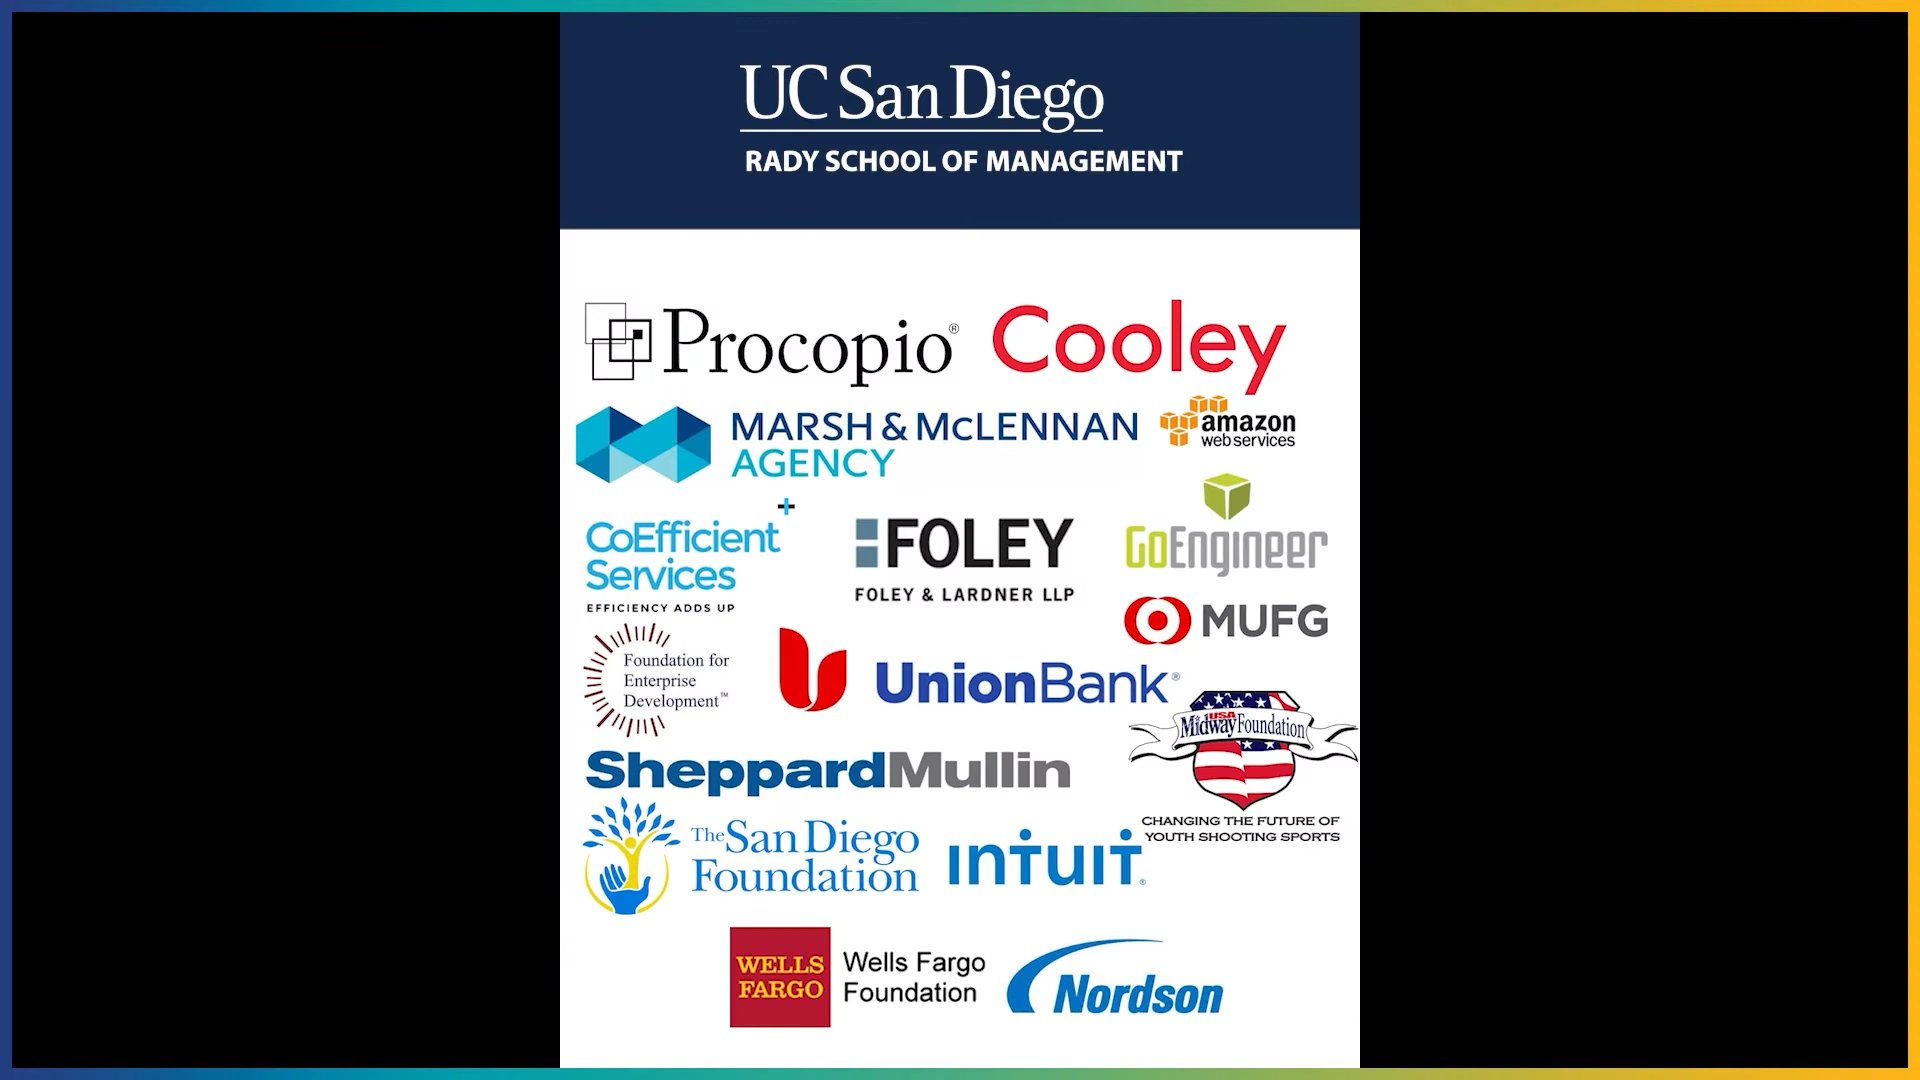 UC San Diego
RADY SCHOOL OF MANAGEMENT
Procopio®
Cooley
MARSH & McLENNAN
AGENCY
amazon
web services
CoEfficient
Services
EFFICIENCY ADDS UP
FOLEY
FOLEY & LARDNER LLP
GoEngineer
MUFG
Foundation for
Enterprise
Development™
UnionBank®
USA
Midway Foundation
CHANGING THE FUTURE OF
YOUTH SHOOTING SPORTS
SheppardMullin
The San Diego
Foundation
intuit®
WELLS
FARGO
Wells Fargo
Foundation
Nordson